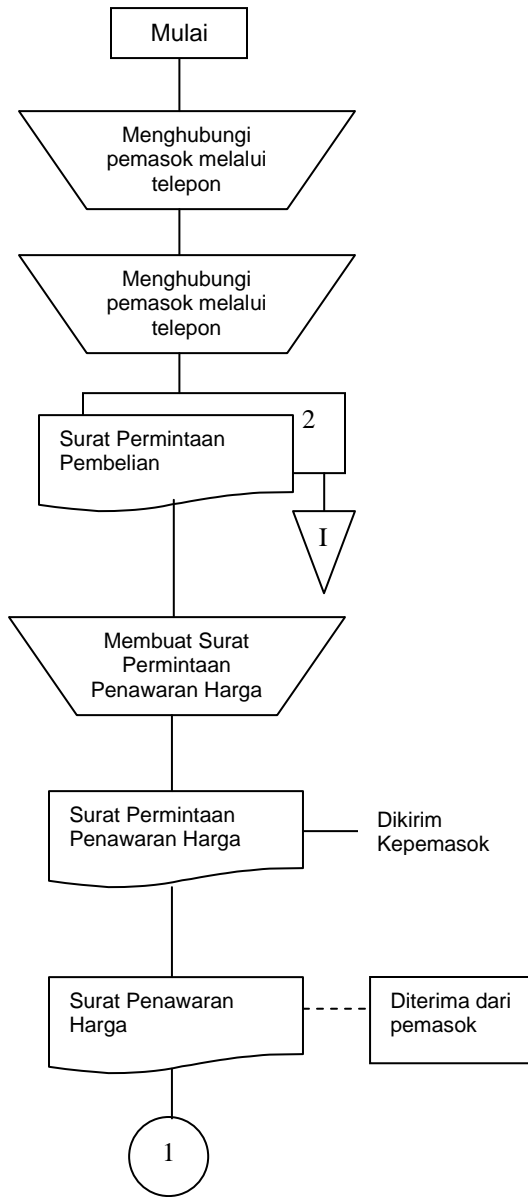 Mulai
Menghubungi
pemasok melalui
telepon
Menghubungi
pemasok melalui
telepon
2
Surat Permintaan
Pembelian
I
Membuat Surat
Permintaan
Penawaran Harga
Surat Permintaan
Penawaran Harga
Dikirim
Kepemasok
Surat Penawaran
Harga
Diterima dari
pemasok
1